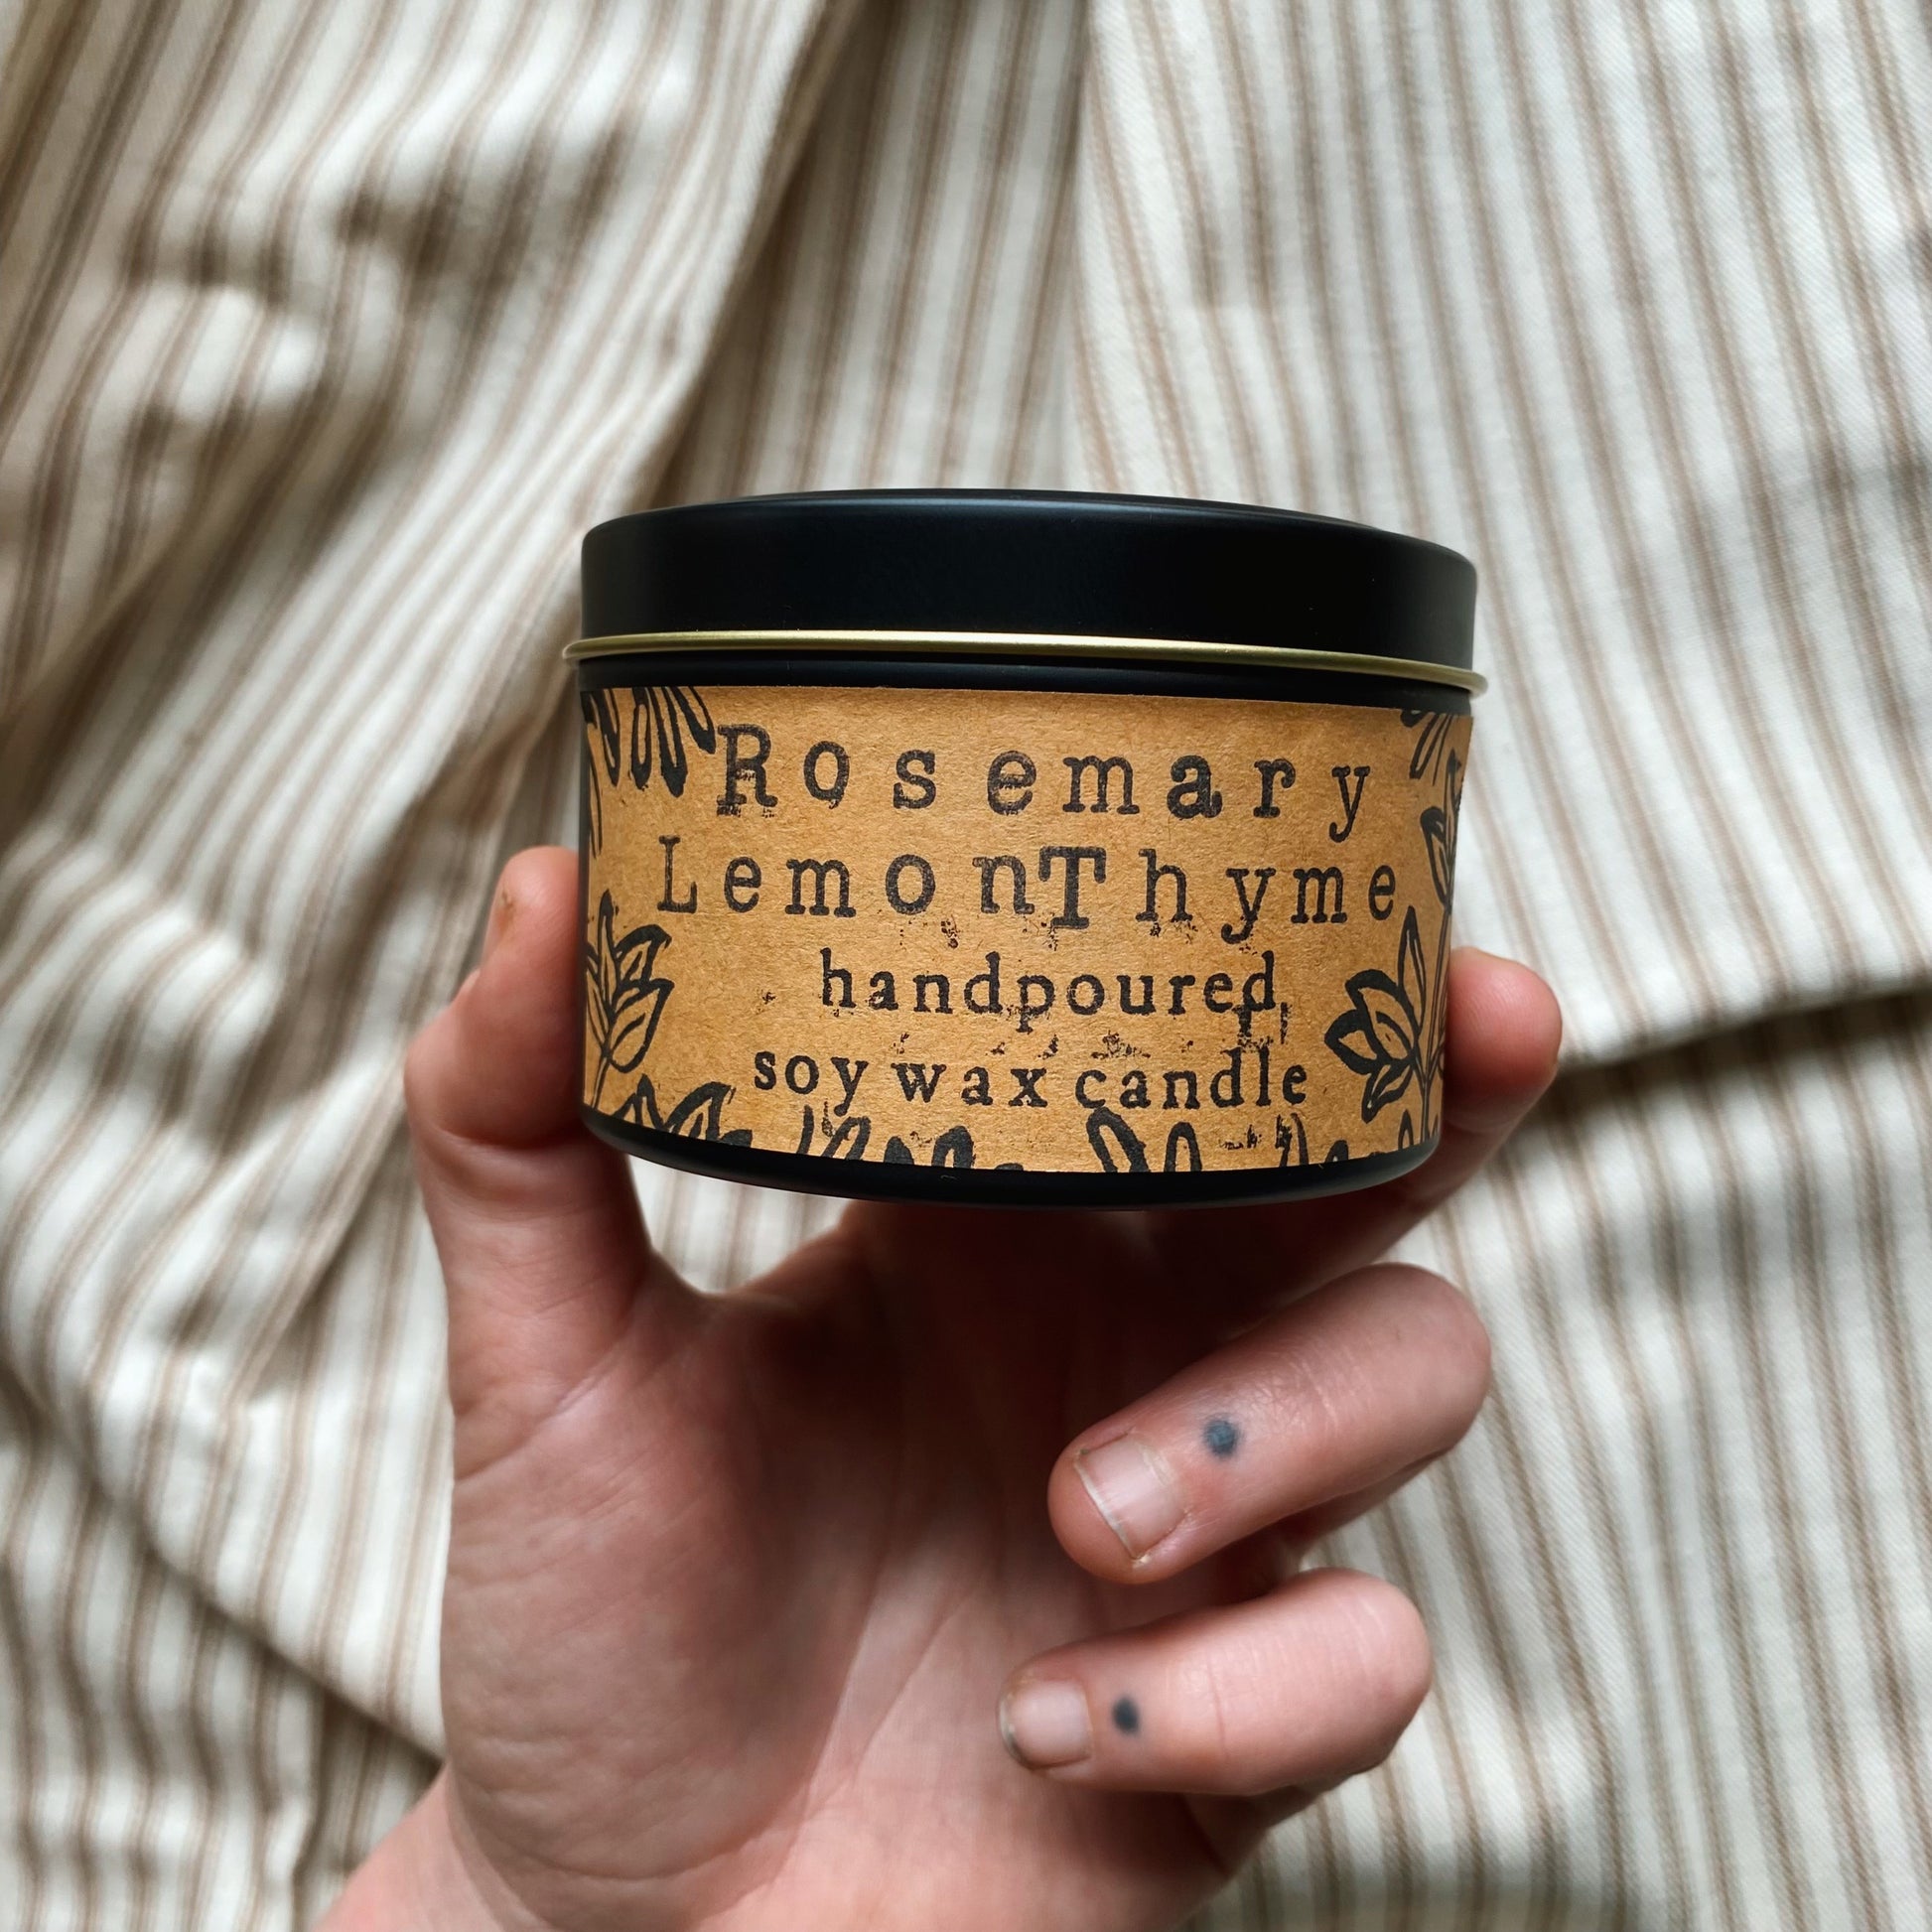 Rosemary
LemonThyme
handpoured
soy wax candle